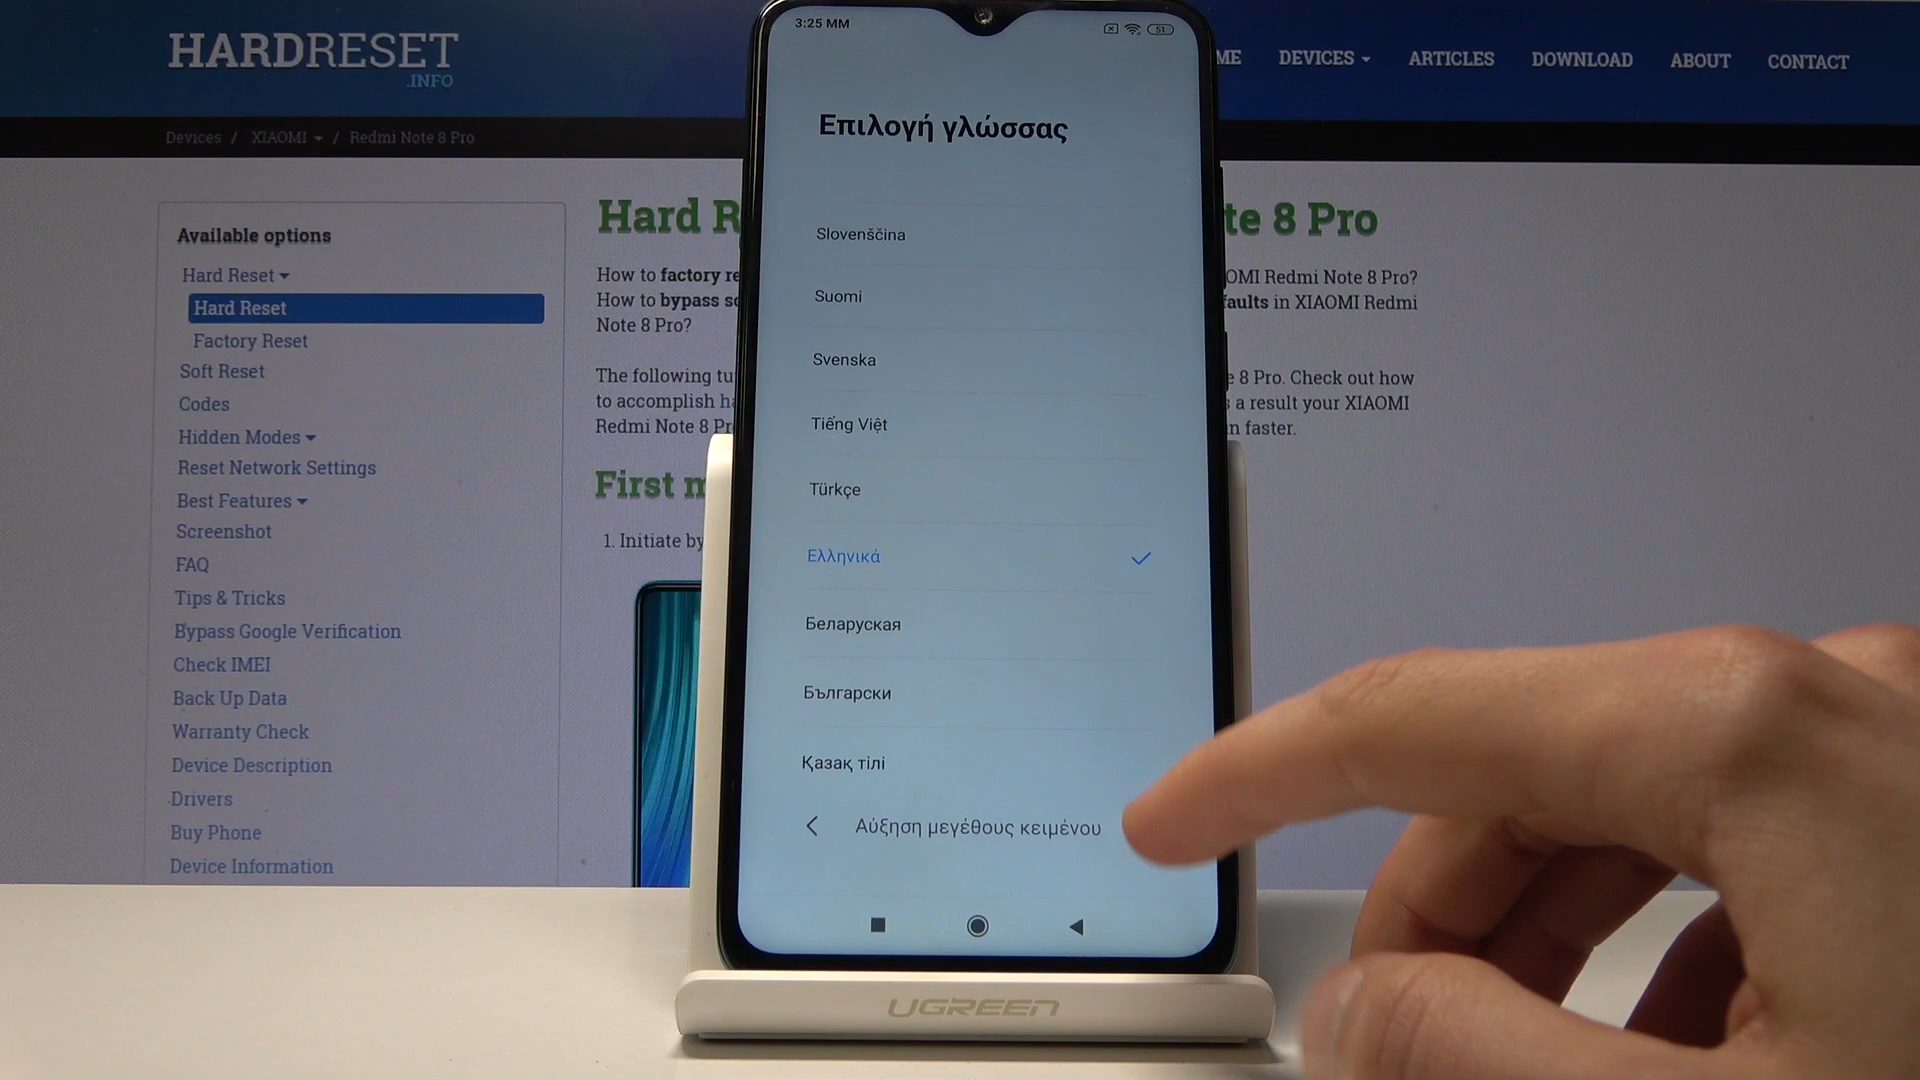 HARDRESET
.INFO
ME DEVICES ARTICLES DOWNLOAD ABOUT CONTACT
Devices / XIAOMI / Redmi Note 8 Pro
Available options
Hard Reset
Hard Reset
Factory Reset
Soft Reset
Codes
Hidden Modes
Reset Network Settings
Best Features
Screenshot
FAQ
Tips & Tricks
Bypass Google Verification
Check IMEI
Back Up Data
Warranty Check
Device Description
Drivers
Buy Phone
Device Information
Hard R te 8 Pro
How to factory re OMI Redmi Note 8 Pro?
How to bypass sc faults in XIAOMI Redmi
Note 8 Pro?
The following tu e 8 Pro. Check out how
to accomplish ha s a result your XIAOMI
Redmi Note 8 Pr n faster.
First m
1. Initiate by
3:25 ΜΜ
51
Επιλογή γλώσσας
Slovenščina
Suomi
Svenska
Tiếng Việt
Türkçe
Ελληνικά
Беларуская
Български
Қазақ тілі
Αύξηση μεγέθους κειμένου
UGREEN